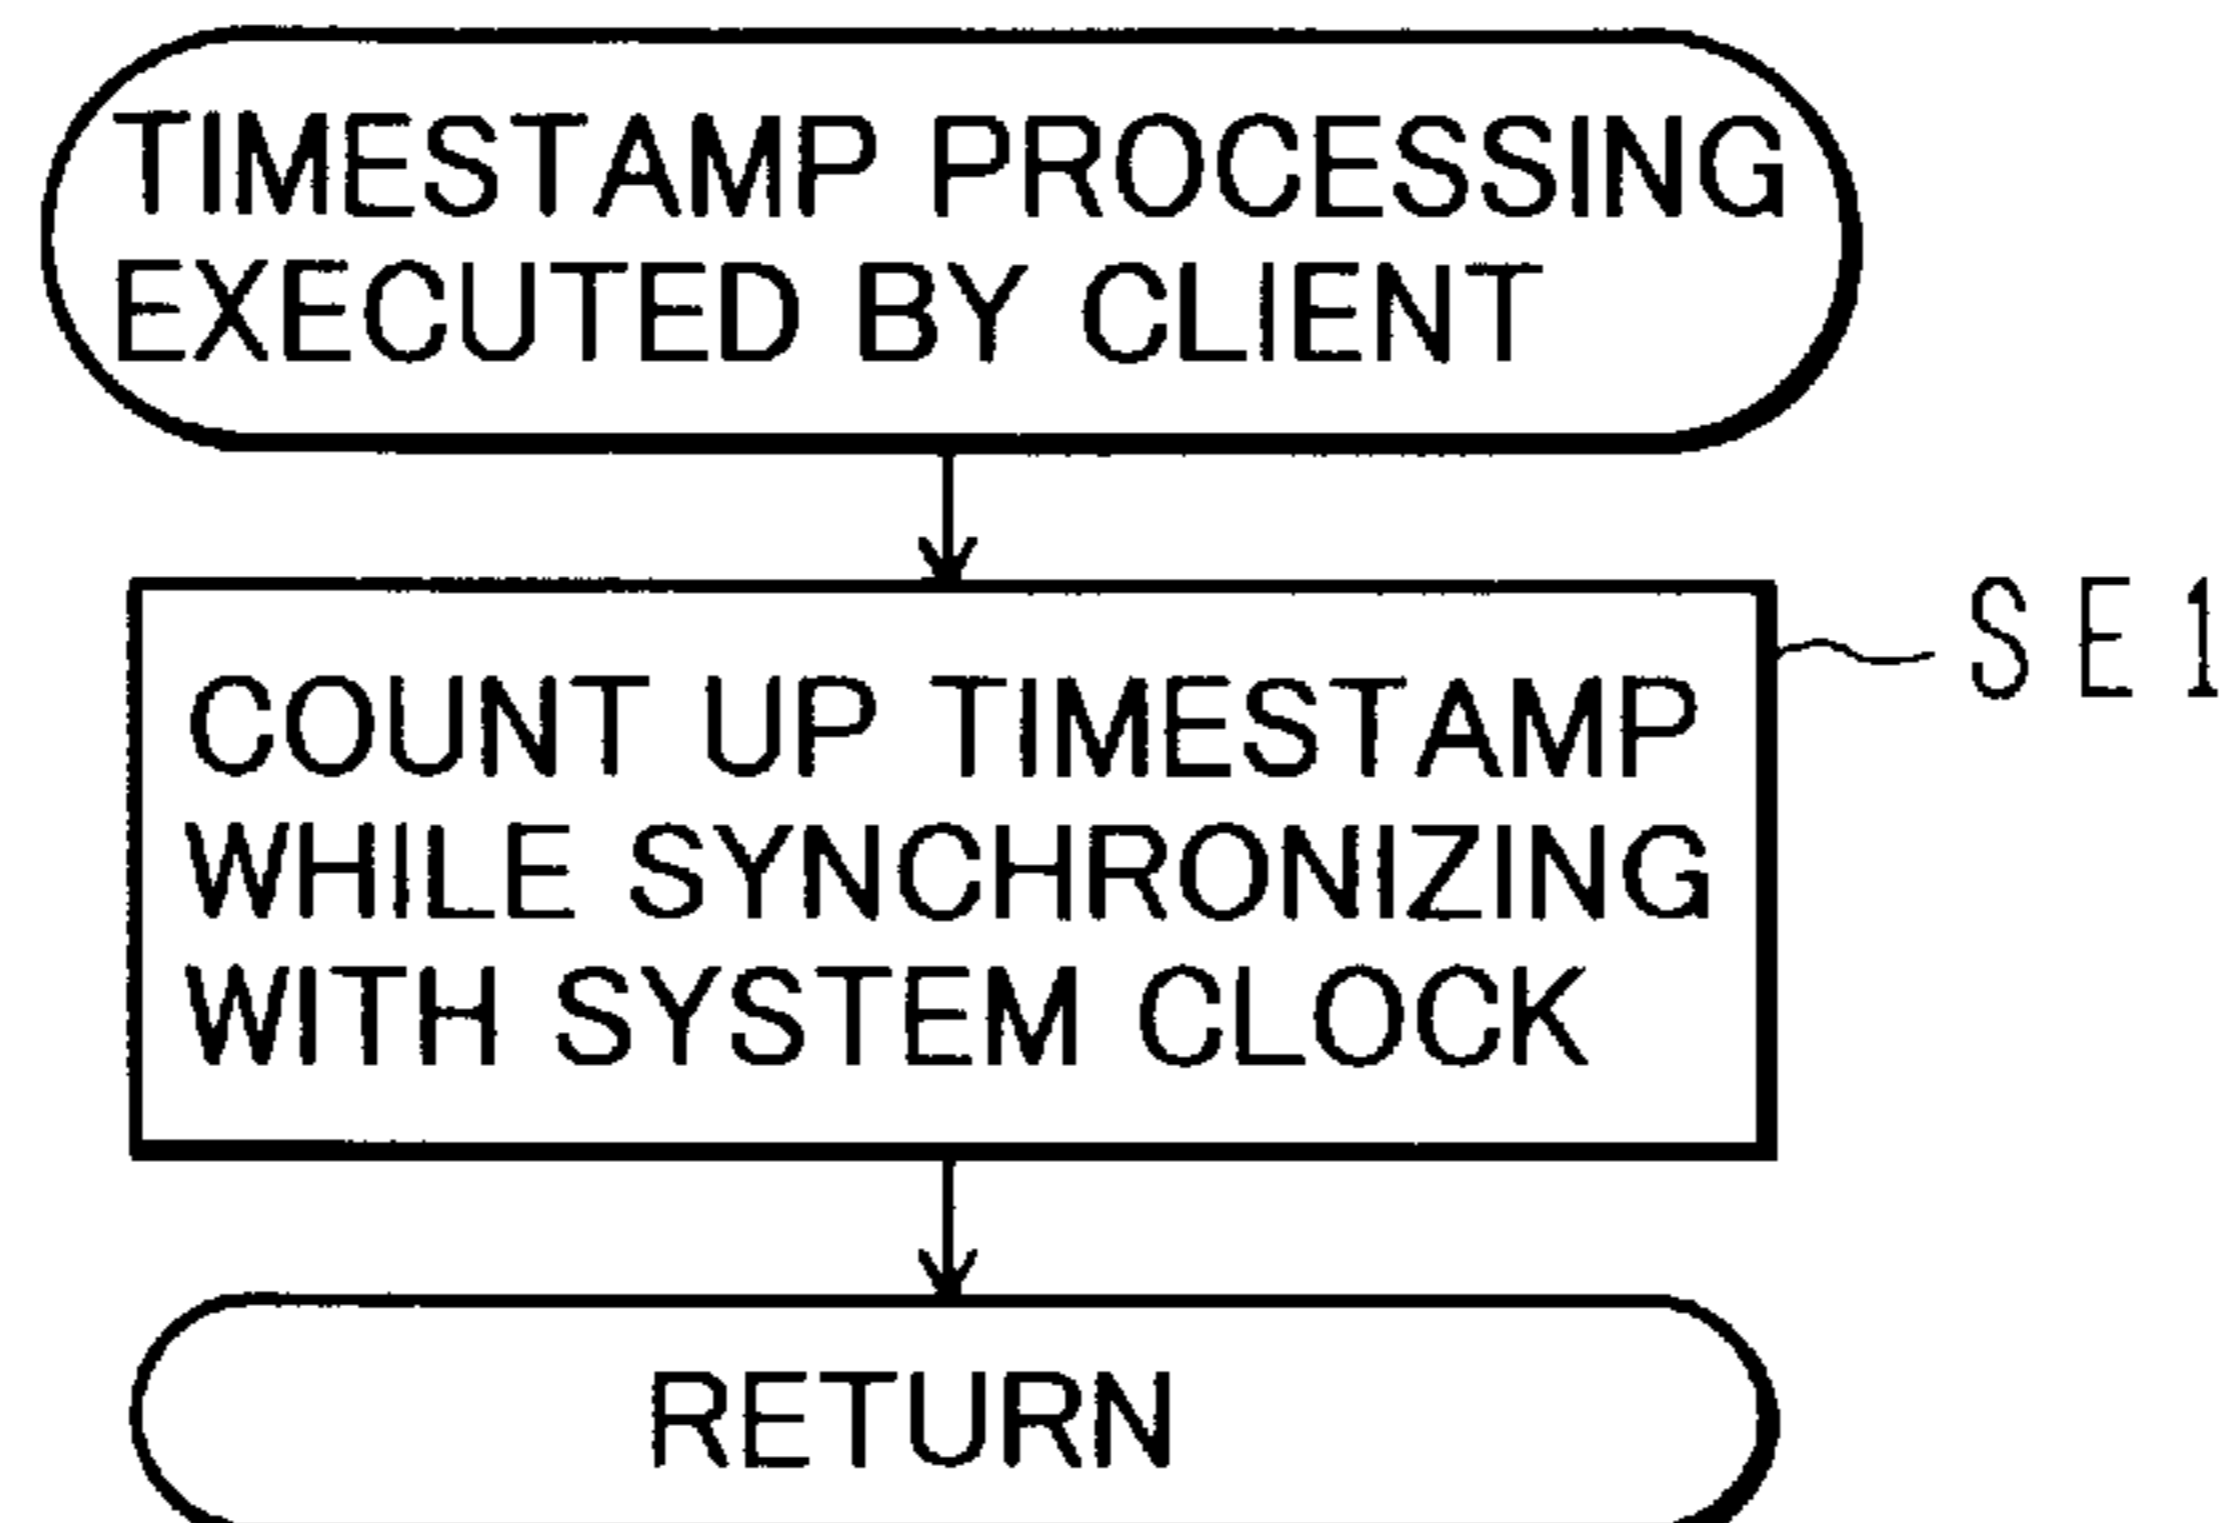 TIMESTAMP PROCESSING
EXECUTED BY CLIENT
SE1
COUNT UP TIMESTAMP
WHILE SYNCHRONIZING
WITH SYSTEM CLOCK
RETURN